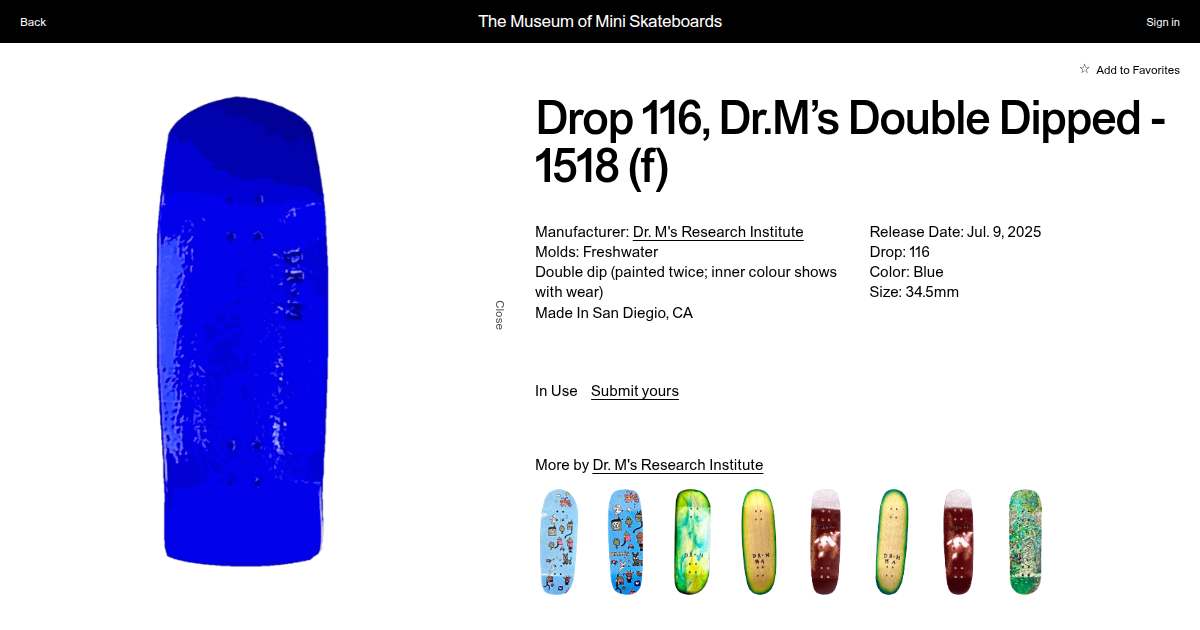 Back
The Museum of Mini Skateboards
Sign in
☆ Add to Favorites
Drop 116, Dr.M’s Double Dipped -
1518 (f)
Manufacturer: Dr. M's Research Institute
Molds: Freshwater
Double dip (painted twice; inner colour shows
with wear)
Made In San Diegio, CA
Release Date: Jul. 9, 2025
Drop: 116
Color: Blue
Size: 34.5mm
Close
DR.M
In Use Submit yours
More by Dr. M's Research Institute